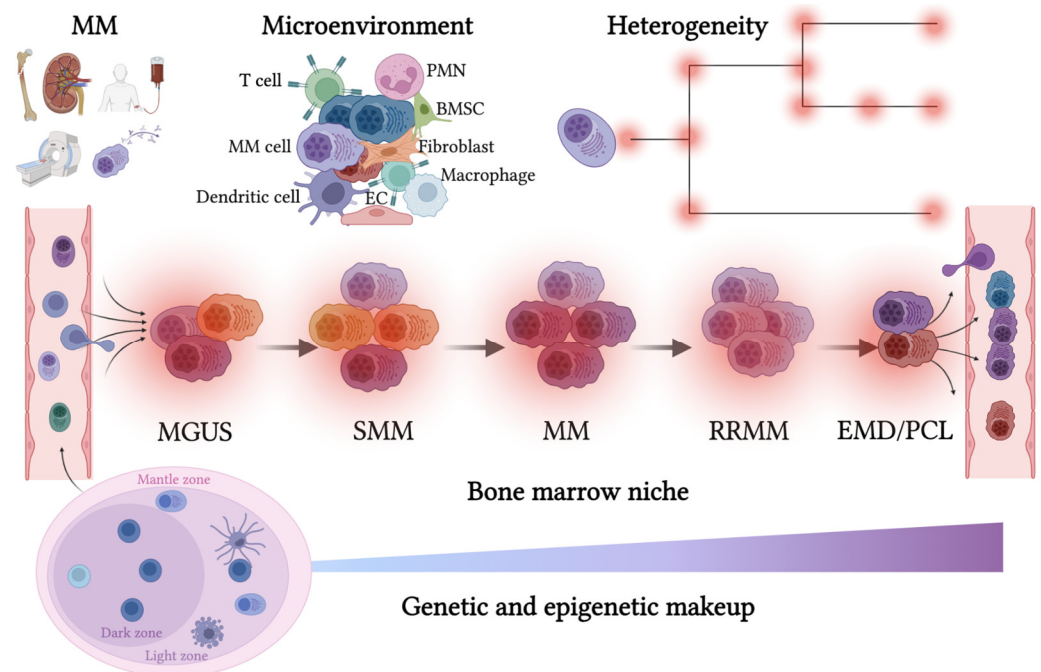 MM
Microenvironment
Heterogeneity
T cell
PMN
BMSC
MM cell
Fibroblast
Macrophage
Dendritic cell
EC
MGUS
SMM
MM
RRMM
EMD/PCL
Mantle zone
Bone marrow niche
Genetic and epigenetic makeup
Dark zone
Light zone